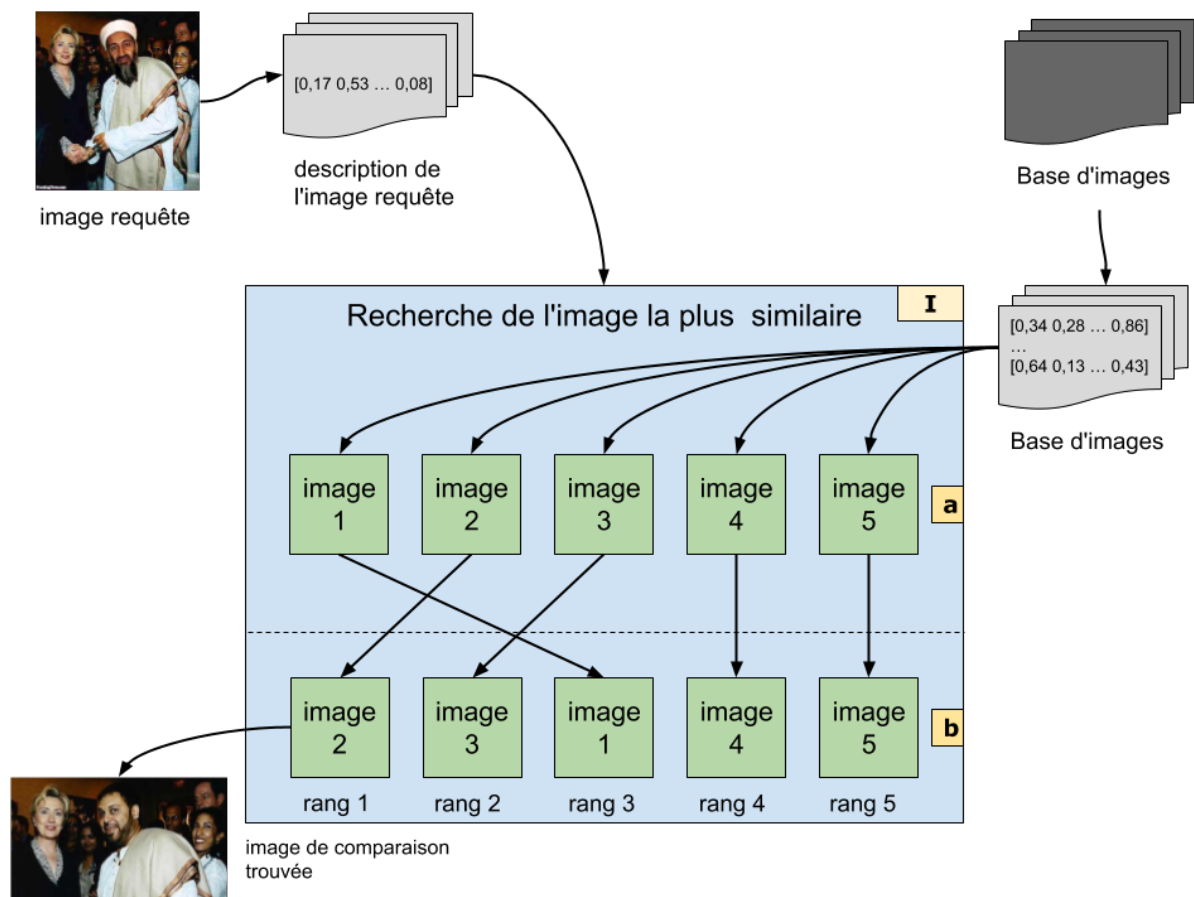 [0,17 0,53 … 0,08]
description de
l'image requête
image requête
Base d'images
Recherche de l'image la plus similaire
I
[0,34 0,28 … 0,86]
…
[0,64 0,13 … 0,43]
Base d'images
image
1
image
2
image
3
image
4
image
5
a
image
2
image
3
image
1
image
4
image
5
b
rang 1
rang 2
rang 3
rang 4
rang 5
image de comparaison
trouvée